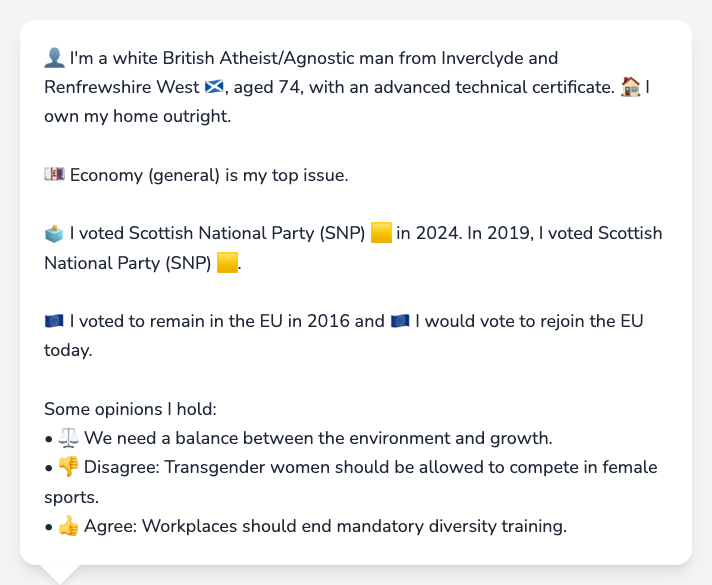 👤 I'm a white British Atheist/Agnostic man from Inverclyde and
Renfrewshire West 🏴󠁧󠁢󠁳󠁣󠁴󠁿, aged 74, with an advanced technical certificate. 🏠 I
own my home outright.
💷 Economy (general) is my top issue.
🗳️ I voted Scottish National Party (SNP) 🟨 in 2024. In 2019, I voted Scottish
National Party (SNP) 🟨.
🇪🇺 I voted to remain in the EU in 2016 and 🇪🇺 I would vote to rejoin the EU
today.
Some opinions I hold:
• ⚖️ We need a balance between the environment and growth.
• 👎 Disagree: Transgender women should be allowed to compete in female
sports.
• 👍 Agree: Workplaces should end mandatory diversity training.